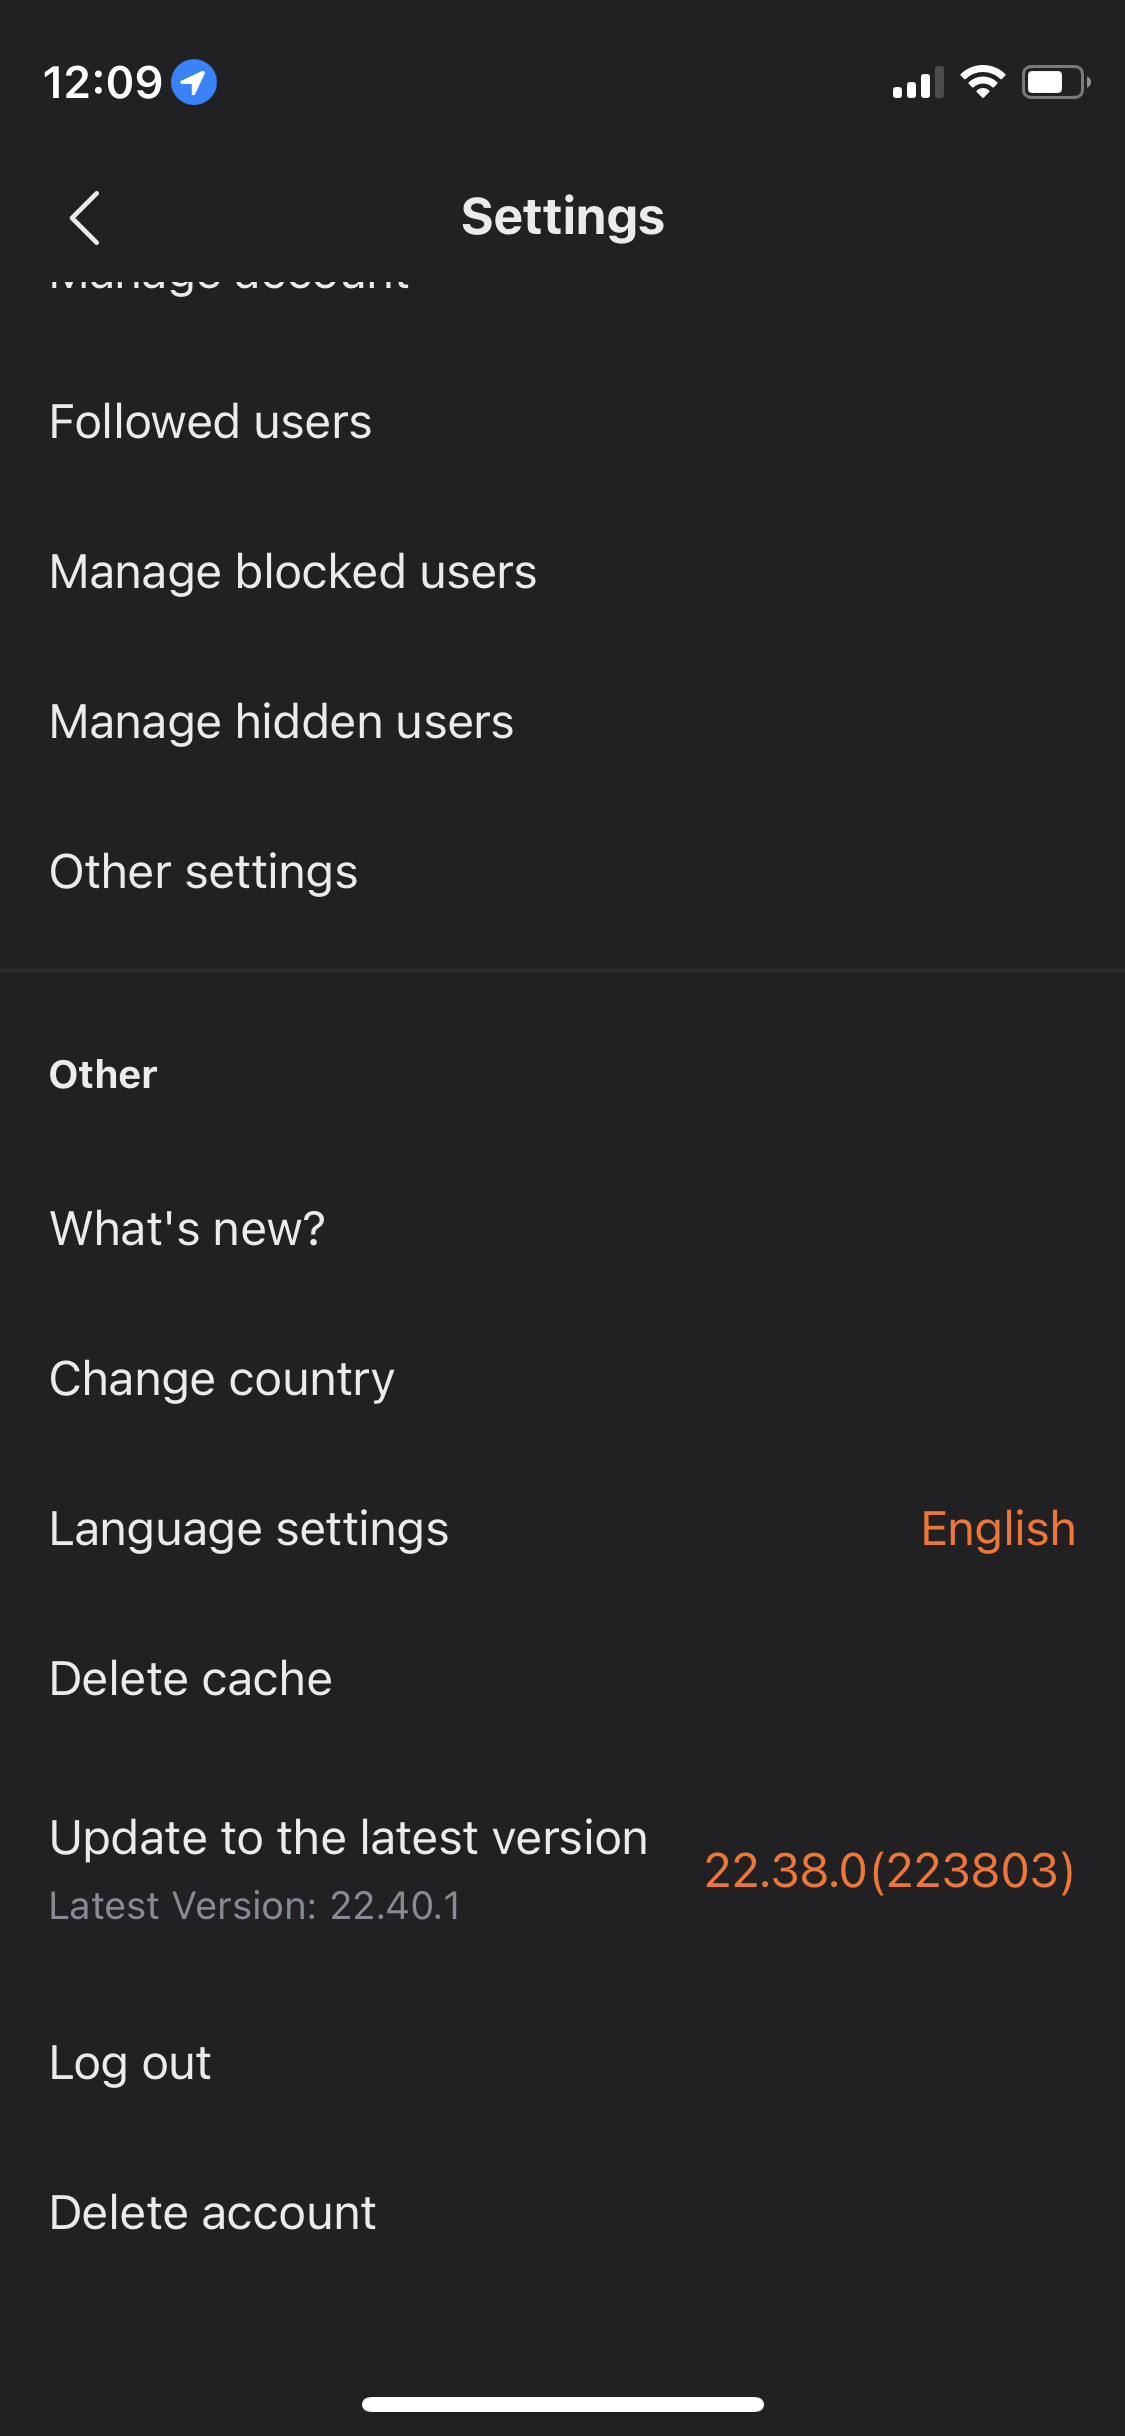 12:09
Settings
Manage account
Followed users
Manage blocked users
Manage hidden users
Other settings
Other
What's new?
Change country
Language settings
English
Delete cache
Update to the latest version
22.38.0(223803)
Latest Version: 22.40.1
Log out
Delete account